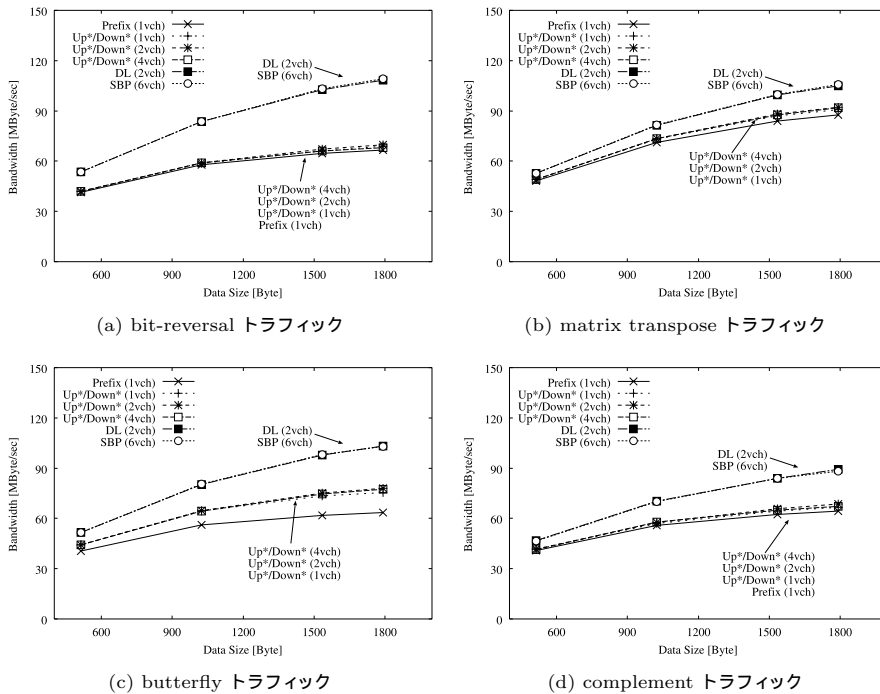 150
120
90
60
30
0
Bandwidth [MByte/sec]
Prefix (1vch)
Up*/Down* (1vch)
Up*/Down* (2vch)
Up*/Down* (4vch)
DL (2vch)
SBP (6vch)
DL (2vch)
SBP (6vch)
Up*/Down* (4vch)
Up*/Down* (2vch)
Up*/Down* (1vch)
Prefix (1vch)
600 900 1200 1500 1800
Data Size [Byte]
(a) bit-reversal トラフィック
150
120
90
60
30
0
Bandwidth [MByte/sec]
Prefix (1vch)
Up*/Down* (1vch)
Up*/Down* (2vch)
Up*/Down* (4vch)
DL (2vch)
SBP (6vch)
DL (2vch)
SBP (6vch)
Up*/Down* (4vch)
Up*/Down* (2vch)
Up*/Down* (1vch)
600 900 1200 1500 1800
Data Size [Byte]
(b) matrix transpose トラフィック
150
120
90
60
30
0
Bandwidth [MByte/sec]
Prefix (1vch)
Up*/Down* (1vch)
Up*/Down* (2vch)
Up*/Down* (4vch)
DL (2vch)
SBP (6vch)
DL (2vch)
SBP (6vch)
Up*/Down* (4vch)
Up*/Down* (2vch)
Up*/Down* (1vch)
600 900 1200 1500 1800
Data Size [Byte]
(c) butterfly トラフィック
150
120
90
60
30
0
Bandwidth [MByte/sec]
Prefix (1vch)
Up*/Down* (1vch)
Up*/Down* (2vch)
Up*/Down* (4vch)
DL (2vch)
SBP (6vch)
DL (2vch)
SBP (6vch)
Up*/Down* (4vch)
Up*/Down* (2vch)
Up*/Down* (1vch)
Prefix (1vch)
600 900 1200 1500 1800
Data Size [Byte]
(d) complement トラフィック